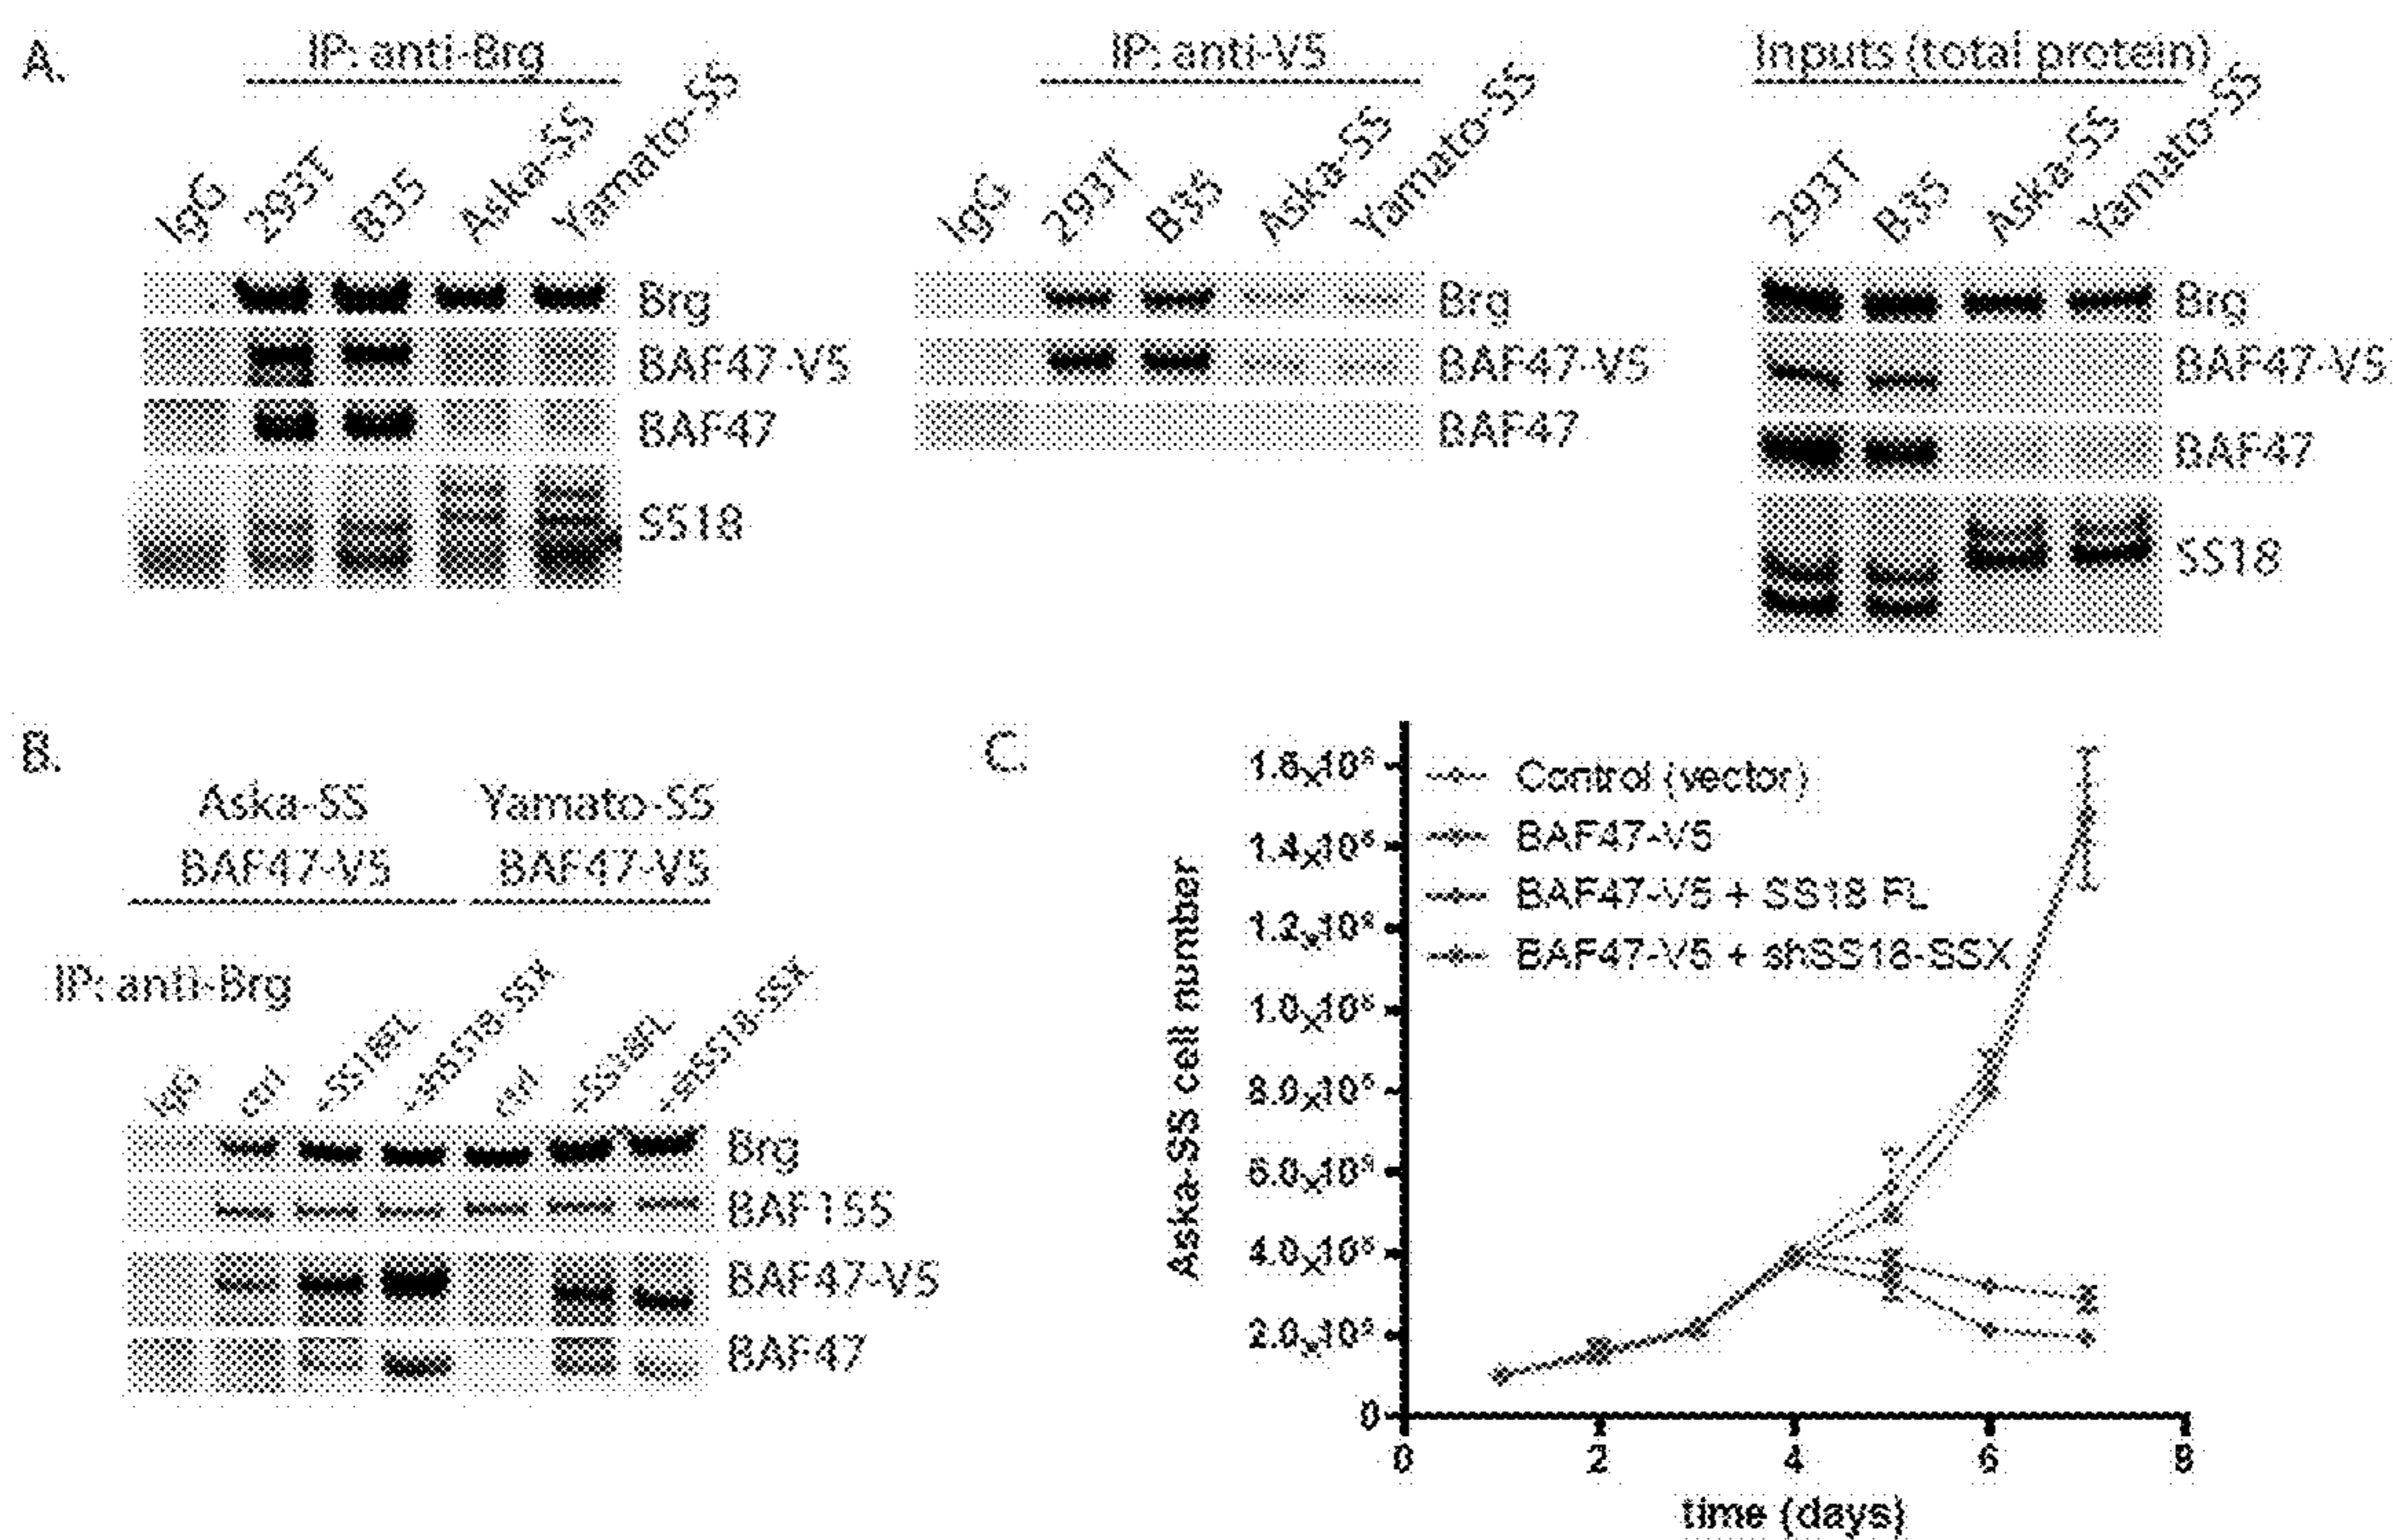 A.
IP: anti-Brg
IgG
293T
B35
Aska-SS
Yamato-SS
Brg
BAF47-V5
BAF47
SS18
IP: anti-V5
IgG
293T
B35
Aska-SS
Yamato-SS
Brg
BAF47-V5
BAF47
Inputs (total protein)
293T
B35
Aska-SS
Yamato-SS
Brg
BAF47-V5
BAF47
SS18
B.
Aska-SS
BAF47-V5
Yamato-SS
BAF47-V5
IP: anti-Brg
IgG
ctrl
+SS18FL
+shSS18-SSX
ctrl
+SS18FL
+shSS18-SSX
Brg
BAF155
BAF47-V5
BAF47
C.
Control (vector)
BAF47-V5
BAF47-V5 + SS18 FL
BAF47-V5 + shSS18-SSX
Aska-SS cell number
0
0
2
4
6
8
time (days)